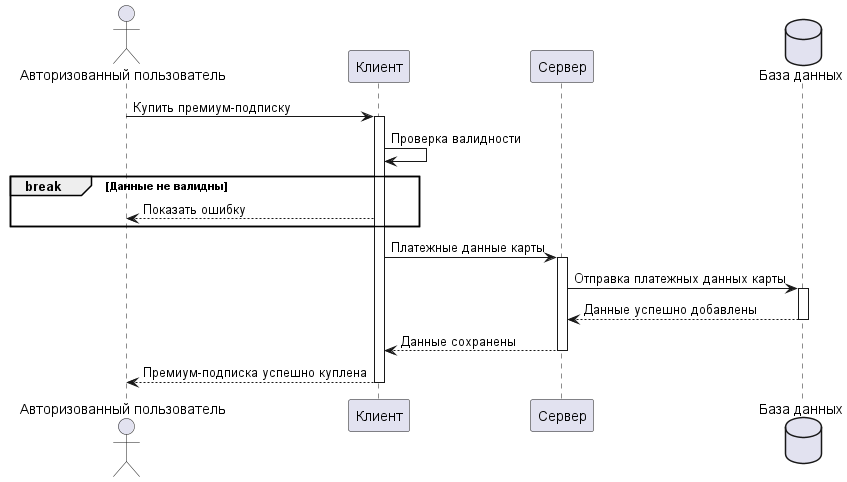 Авторизованный пользователь
Клиент
Сервер
База данных
Купить премиум-подписку
Проверка валидности
break
[Данные не валидны]
Показать ошибку
Платежные данные карты
Отправка платежных данных карты
Данные успешно добавлены
Данные сохранены
Премиум-подписка успешно куплена
Авторизованный пользователь
Клиент
Сервер
База данных